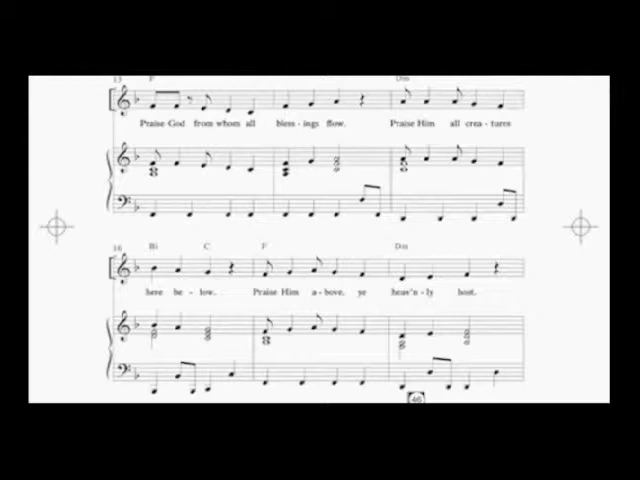 13 F Dm
Praise God from whom all bless - ings flow. Praise Him all crea - tures
16 B♭ C F Dm
here be - low. Praise Him a - bove, ye heav'n - ly host.
46